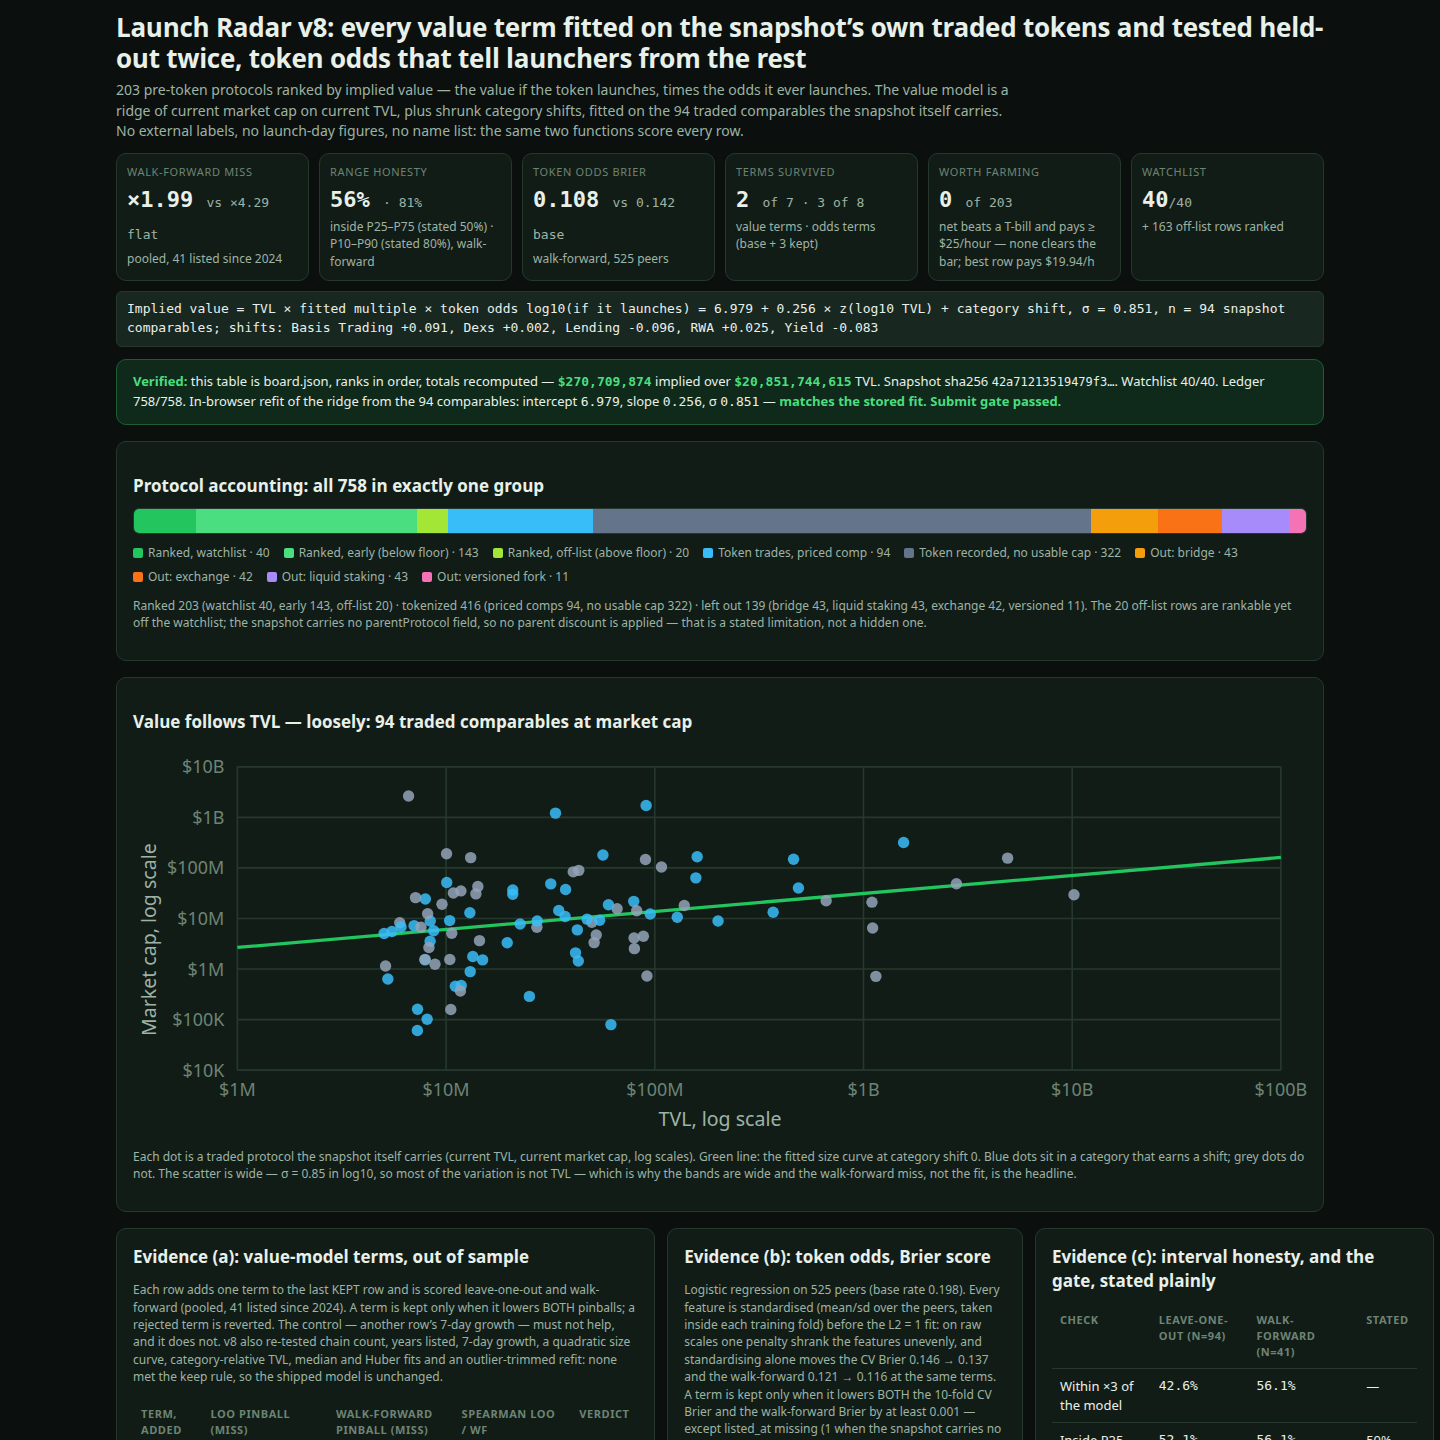 Launch Radar v8: every value term fitted on the snapshot’s own traded tokens and tested held-
out twice, token odds that tell launchers from the rest
203 pre-token protocols ranked by implied value — the value if the token launches, times the odds it ever launches. The value model is a
ridge of current market cap on current TVL, plus shrunk category shifts, fitted on the 94 traded comparables the snapshot itself carries.
No external labels, no launch-day figures, no name list: the same two functions score every row.
WALK-FORWARD MISS
×1.99 vs ×4.29
flat
pooled, 41 listed since 2024
RANGE HONESTY
56% · 81%
inside P25–P75 (stated 50%) ·
P10–P90 (stated 80%), walk-
forward
TOKEN ODDS BRIER
0.108 vs 0.142
base
walk-forward, 525 peers
TERMS SURVIVED
2 of 7 · 3 of 8
value terms · odds terms
(base + 3 kept)
WORTH FARMING
0 of 203
net beats a T-bill and pays ≥
$25/hour — none clears the
bar; best row pays $19.94/h
WATCHLIST
40/40
+ 163 off-list rows ranked
Implied value = TVL × fitted multiple × token odds log10(if it launches) = 6.979 + 0.256 × z(log10 TVL) + category shift, σ = 0.851, n = 94 snapshot
comparables; shifts: Basis Trading +0.091, Dexs +0.002, Lending -0.096, RWA +0.025, Yield -0.083
Verified: this table is board.json, ranks in order, totals recomputed — $270,709,874 implied over $20,851,744,615 TVL. Snapshot sha256 42a71213519479f3…. Watchlist 40/40. Ledger
758/758. In-browser refit of the ridge from the 94 comparables: intercept 6.979, slope 0.256, σ 0.851 — matches the stored fit. Submit gate passed.
Protocol accounting: all 758 in exactly one group
Ranked, watchlist · 40 Ranked, early (below floor) · 143 Ranked, off-list (above floor) · 20 Token trades, priced comp · 94 Token recorded, no usable cap · 322 Out: bridge · 43
Out: exchange · 42 Out: liquid staking · 43 Out: versioned fork · 11
Ranked 203 (watchlist 40, early 143, off-list 20) · tokenized 416 (priced comps 94, no usable cap 322) · left out 139 (bridge 43, liquid staking 43, exchange 42, versioned 11). The 20 off-list rows are rankable yet
off the watchlist; the snapshot carries no parentProtocol field, so no parent discount is applied — that is a stated limitation, not a hidden one.
Value follows TVL — loosely: 94 traded comparables at market cap
Market cap, log scale
$10B
$1B
$100M
$10M
$1M
$100K
$10K
$1M $10M $100M $1B $10B $100B
TVL, log scale
Each dot is a traded protocol the snapshot itself carries (current TVL, current market cap, log scales). Green line: the fitted size curve at category shift 0. Blue dots sit in a category that earns a shift; grey dots do
not. The scatter is wide — σ = 0.85 in log10, so most of the variation is not TVL — which is why the bands are wide and the walk-forward miss, not the fit, is the headline.
Evidence (a): value-model terms, out of sample
Each row adds one term to the last KEPT row and is scored leave-one-out and walk-
forward (pooled, 41 listed since 2024). A term is kept only when it lowers BOTH pinballs; a
rejected term is reverted. The control — another row’s 7-day growth — must not help,
and it does not. v8 also re-tested chain count, years listed, 7-day growth, a quadratic size
curve, category-relative TVL, median and Huber fits and an outlier-trimmed refit: none
met the keep rule, so the shipped model is unchanged.
TERM, LOO PINBALL WALK-FORWARD SPEARMAN LOO VERDICT
ADDED (MISS) PINBALL (MISS) / WF
Evidence (b): token odds, Brier score
Logistic regression on 525 peers (base rate 0.198). Every
feature is standardised (mean/sd over the peers, taken
inside each training fold) before the L2 = 1 fit: on raw
scales one penalty shrank the features unevenly, and
standardising alone moves the CV Brier 0.146 → 0.137
and the walk-forward 0.121 → 0.116 at the same terms.
A term is kept only when it lowers BOTH the 10-fold CV
Brier and the walk-forward Brier by at least 0.001 —
except listed_at missing (1 when the snapshot carries no
Evidence (c): interval honesty, and the
gate, stated plainly
CHECK LEAVE-ONE- WALK- STATED
OUT (N=94) FORWARD
(N=41)
Within ×3 of 42.6% 56.1% —
the model
Inside P25– 52.1% 56.1% 50%